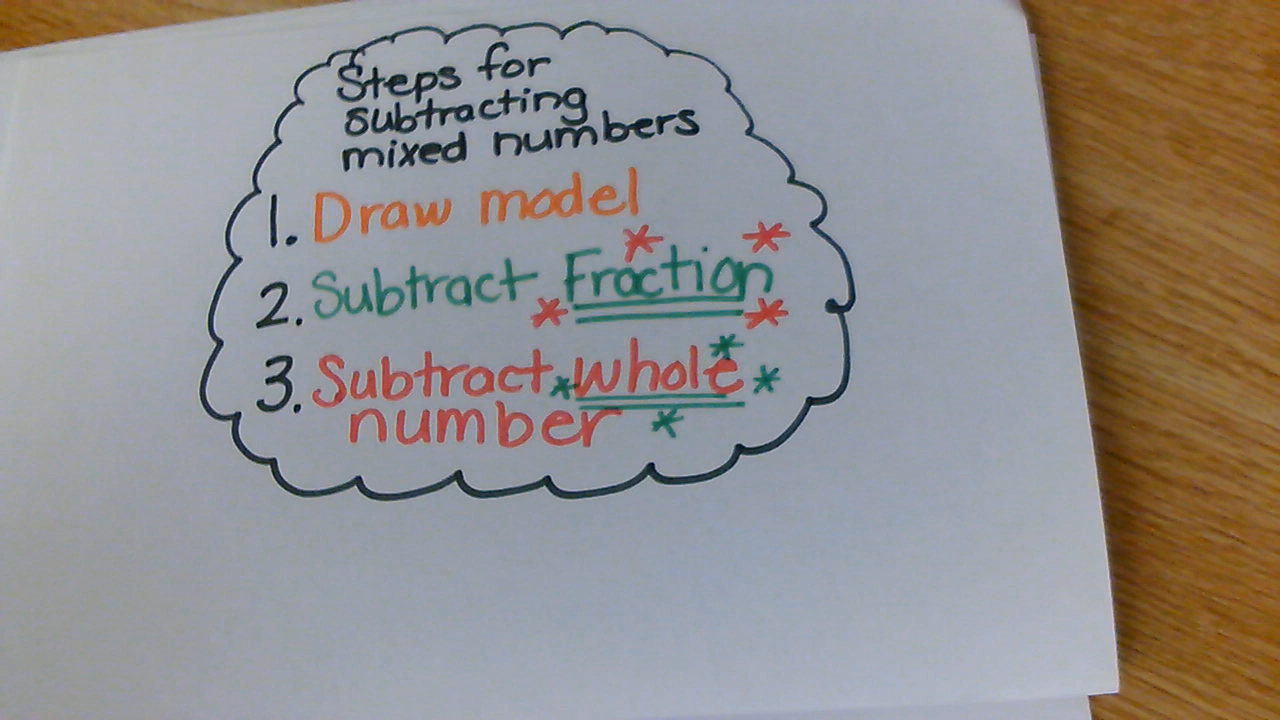 Steps for
subtracting
mixed numbers
1. Draw model
2. Subtract Fraction
3. Subtract whole
number